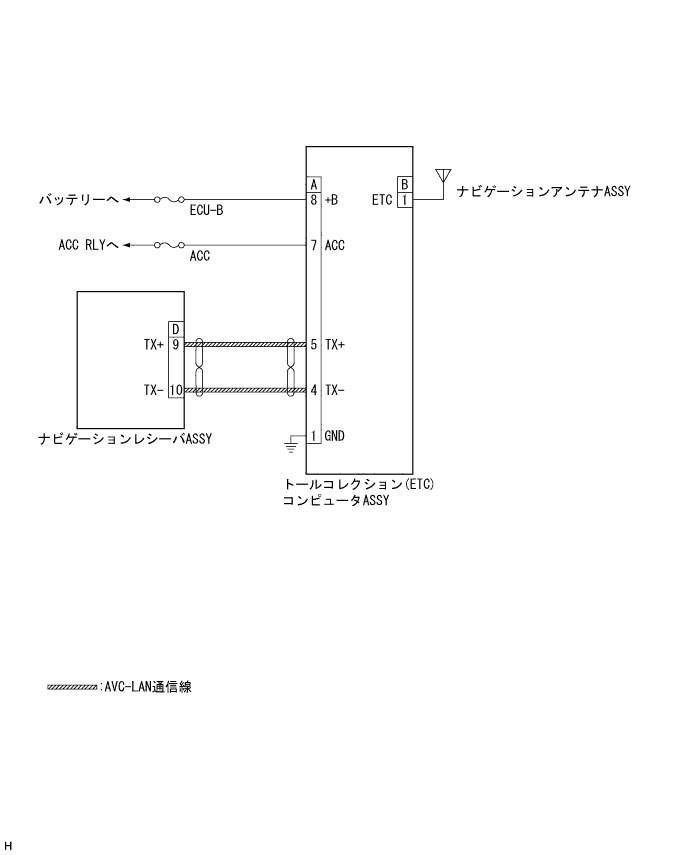 A
B
バッテリーへ
8
+B
ETC
1
ナビゲーションアンテナASSY
ECU-B
ACC RLYへ
7
ACC
ACC
D
TX+
9
5
TX+
TX-
10
4
TX-
1
GND
ナビゲーションレシーバASSY
トールコレクション(ETC)
コンピュータASSY
:AVC-LAN通信線
H